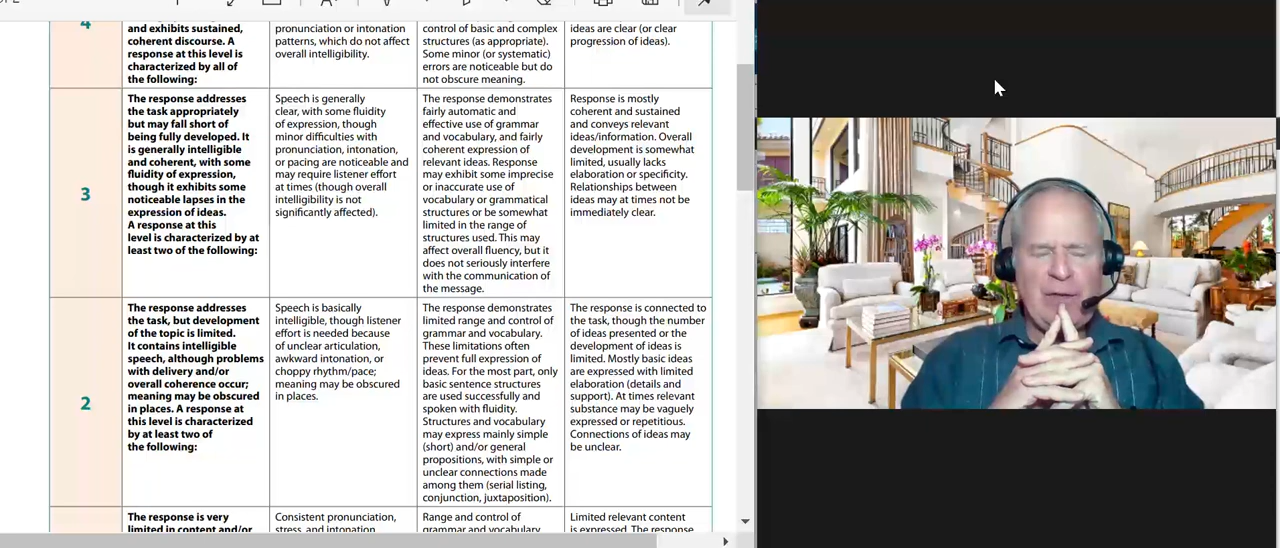 4
and exhibits sustained,
coherent discourse. A
response at this level is
characterized by all of
the following:
pronunciation or intonation
patterns, which do not affect
overall intelligibility.
control of basic and complex
structures (as appropriate).
Some minor (or systematic)
errors are noticeable but do
not obscure meaning.
ideas are clear (or clear
progression of ideas).
3
The response addresses
the task appropriately
but may fall short of
being fully developed. It
is generally intelligible
and coherent, with some
fluidity of expression,
though it exhibits some
noticeable lapses in the
expression of ideas.
A response at this
level is characterized by at
least two of the following:
Speech is generally
clear, with some fluidity
of expression, though
minor difficulties with
pronunciation, intonation,
or pacing are noticeable and
may require listener effort
at times (though overall
intelligibility is not
significantly affected).
The response demonstrates
fairly automatic and
effective use of grammar
and vocabulary, and fairly
coherent expression of
relevant ideas. Response
may exhibit some imprecise
or inaccurate use of
vocabulary or grammatical
structures or be somewhat
limited in the range of
structures used. This may
affect overall fluency, but it
does not seriously interfere
with the communication of
the message.
Response is mostly
coherent and sustained
and conveys relevant
ideas/information. Overall
development is somewhat
limited, usually lacks
elaboration or specificity.
Relationships between
ideas may at times not be
immediately clear.
2
The response addresses
the task, but development
of the topic is limited.
It contains intelligible
speech, although problems
with delivery and/or
overall coherence occur;
meaning may be obscured
in places. A response at
this level is characterized
by at least two of
the following:
Speech is basically
intelligible, though listener
effort is needed because
of unclear articulation,
awkward intonation, or
choppy rhythm/pace;
meaning may be obscured
in places.
The response demonstrates
limited range and control of
grammar and vocabulary.
These limitations often
prevent full expression of
ideas. For the most part, only
basic sentence structures
are used successfully and
spoken with fluidity.
Structures and vocabulary
may express mainly simple
(short) and/or general
propositions, with simple or
unclear connections made
among them (serial listing,
conjunction, juxtaposition).
The response is connected to
the task, though the number
of ideas presented or the
development of ideas is
limited. Mostly basic ideas
are expressed with limited
elaboration (details and
support). At times relevant
substance may be vaguely
expressed or repetitious.
Connections of ideas may
be unclear.
The response is very
limited in content and/or
Consistent pronunciation,
stress, and intonation
Range and control of
grammar and vocabulary
Limited relevant content
is expressed. The response